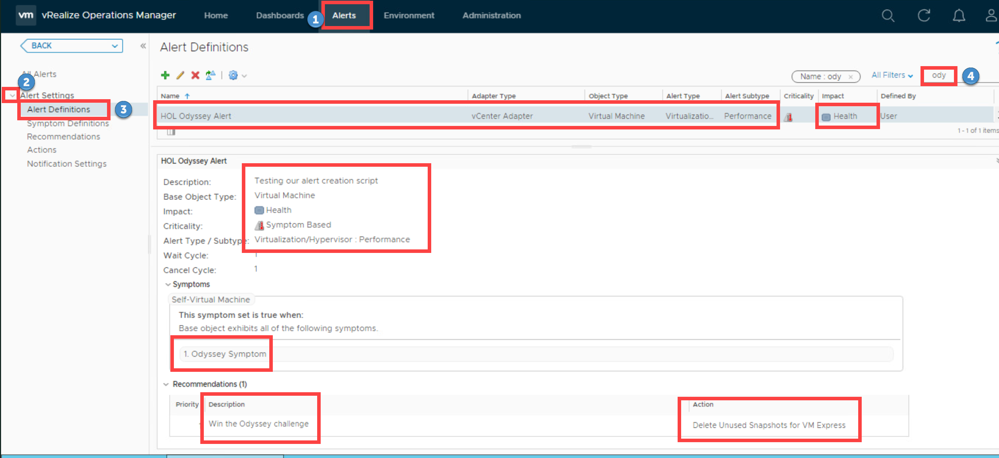 vm vRealize Operations Manager Home Dashboards 1 Alerts Environment Administration
BACK
Alert Definitions
All Alerts
2
Alert Settings
Alert Definitions 3
Symptom Definitions
Recommendations
Actions
Notification Settings
Name : ody × All Filters ody 4
Name Adapter Type Object Type Alert Type Alert Subtype Criticality Impact Defined By
HOL Odyssey Alert vCenter Adapter Virtual Machine Virtualizatio... Performance Health User
1 - 1 of 1 items
HOL Odyssey Alert
Description: Testing our alert creation script
Base Object Type: Virtual Machine
Impact: Health
Criticality: Symptom Based
Alert Type / Subtype: Virtualization/Hypervisor : Performance
Wait Cycle: 1
Cancel Cycle: 1
Symptoms
Self-Virtual Machine
This symptom set is true when:
Base object exhibits all of the following symptoms.
1. Odyssey Symptom
Recommendations (1)
Priority Description Action
Win the Odyssey challenge Delete Unused Snapshots for VM Express